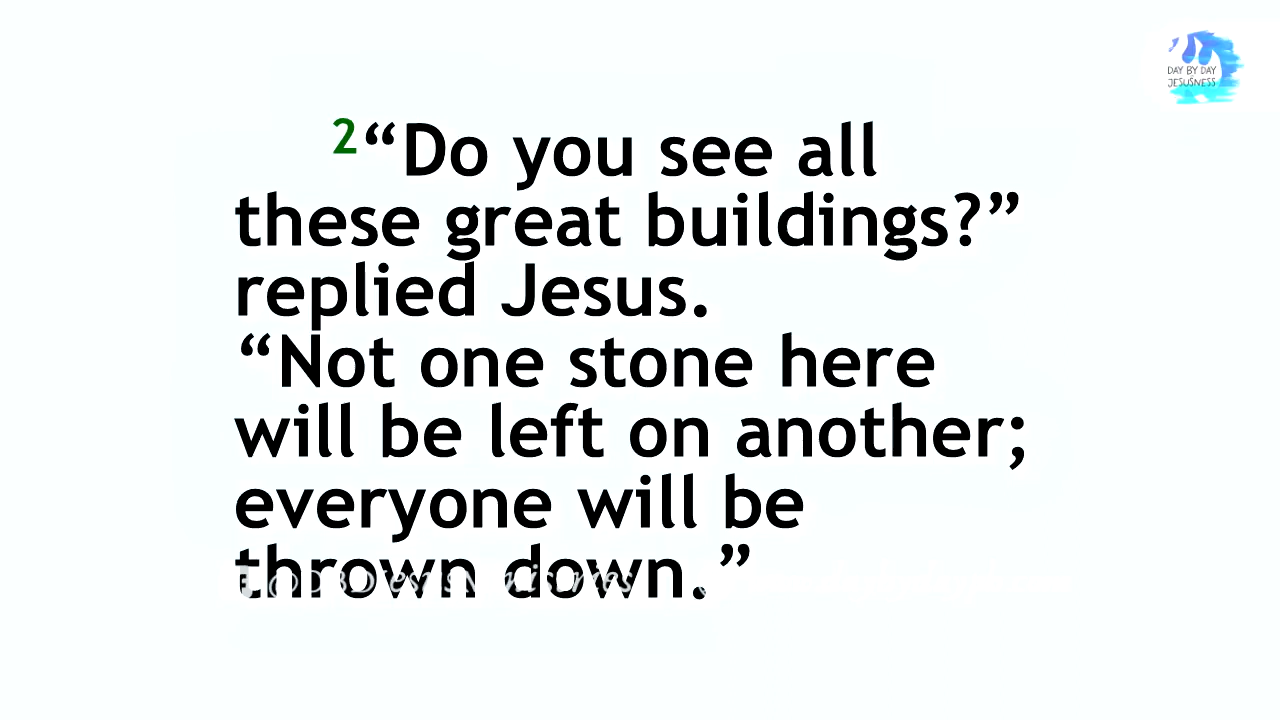 DAY BY DAY
JESUSNESS
2“Do you see all
these great buildings?”
replied Jesus.
“Not one stone here
will be left on another;
everyone will be
thrown down.”